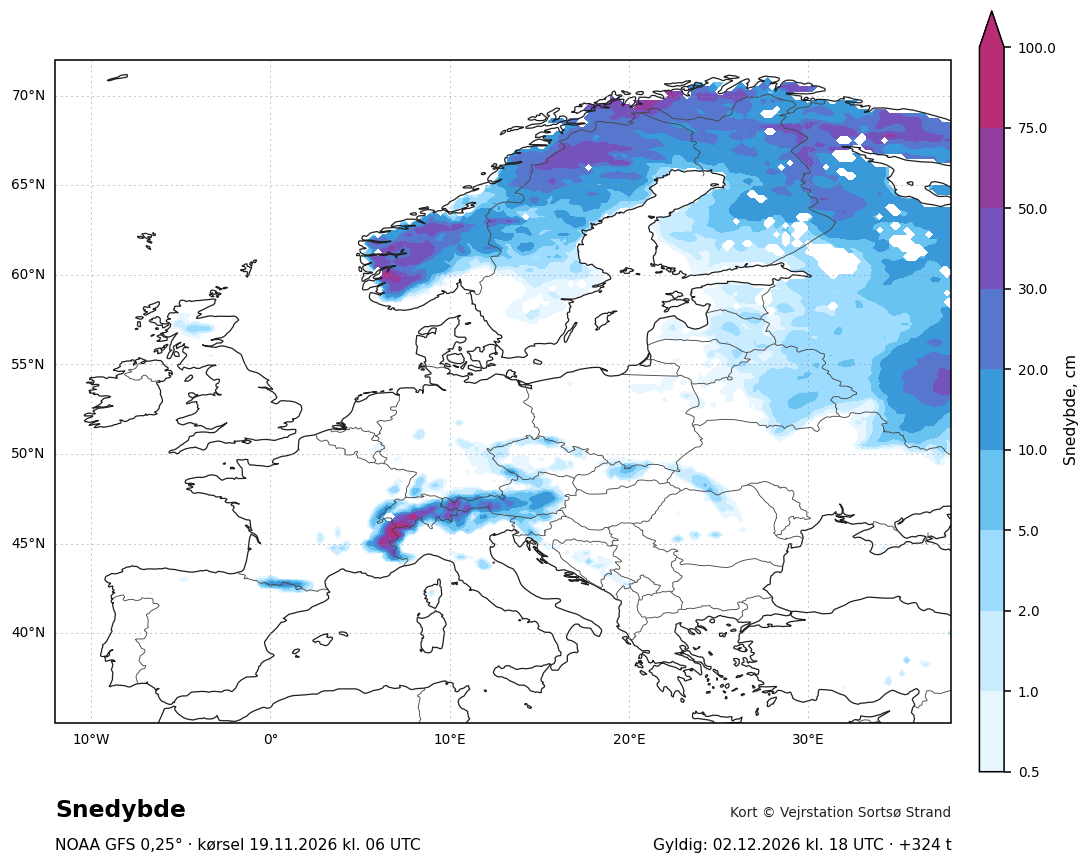 100.0
75.0
50.0
30.0
20.0
10.0
5.0
2.0
1.0
0.5
Snedybde, cm
70°N
65°N
60°N
55°N
50°N
45°N
40°N
10°W 0° 10°E 20°E 30°E
Snedybde
Kort © Vejrstation Sortsø Strand
NOAA GFS 0,25° · kørsel 19.11.2026 kl. 06 UTC
Gyldig: 02.12.2026 kl. 18 UTC · +324 t